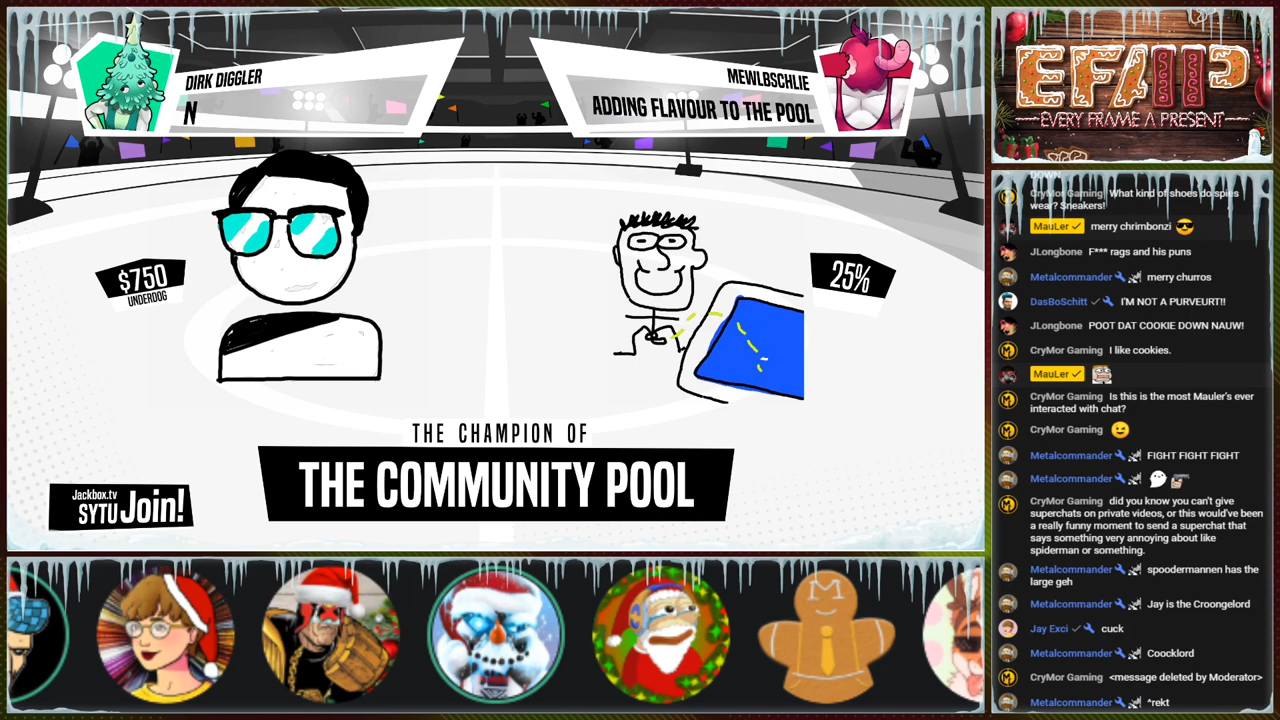 DIRK DIGGLER
N
MEWLBSCHLIE
ADDING FLAVOUR TO THE POOL
$750
UNDERDOG
25%
THE CHAMPION OF
THE COMMUNITY POOL
Jackbox.tv
SYTU Join!
EFAP
EVERY FRAME A PRESENT
DOWN
CryMor Gaming What kind of shoes do spies
wear? Sneakers!
MauLer ✓ merry chrimbonzi 😎
JLongbone F*** rags and his puns
Metalcommander merry churros
DasBoSchitt ✓ I'M NOT A PURVEURT!!
JLongbone POOT DAT COOKIE DOWN NAUW!
CryMor Gaming I like cookies.
MauLer ✓
CryMor Gaming Is this is the most Mauler's ever
interacted with chat?
CryMor Gaming 😉
Metalcommander FIGHT FIGHT FIGHT
Metalcommander
CryMor Gaming did you know you can't give
superchats on private videos, or this would've been
a really funny moment to send a superchat that
says something very annoying about like
spiderman or something.
Metalcommander spoodermannen has the
large geh
Metalcommander Jay is the Croongelord
Jay Exci ✓ cuck
Metalcommander Coocklord
CryMor Gaming <message deleted by Moderator>
Metalcommander ^rekt
M